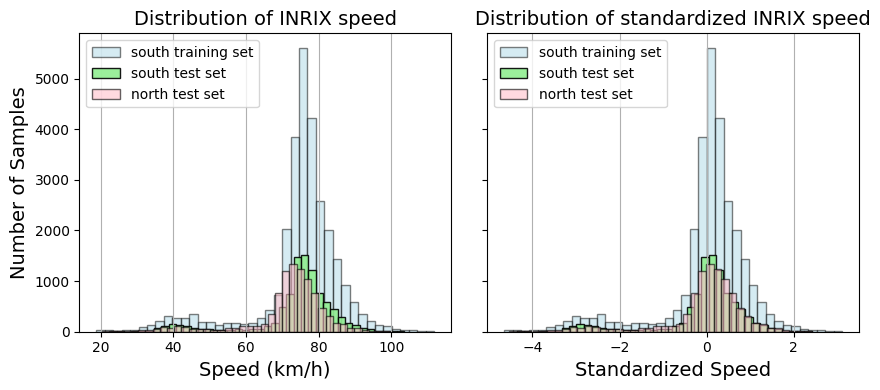 Distribution of INRIX speed
Number of Samples
5000
4000
3000
2000
1000
0
south training set
south test set
north test set
20 40 60 80 100
Speed (km/h)
Distribution of standardized INRIX speed
south training set
south test set
north test set
−4 −2 0 2
Standardized Speed